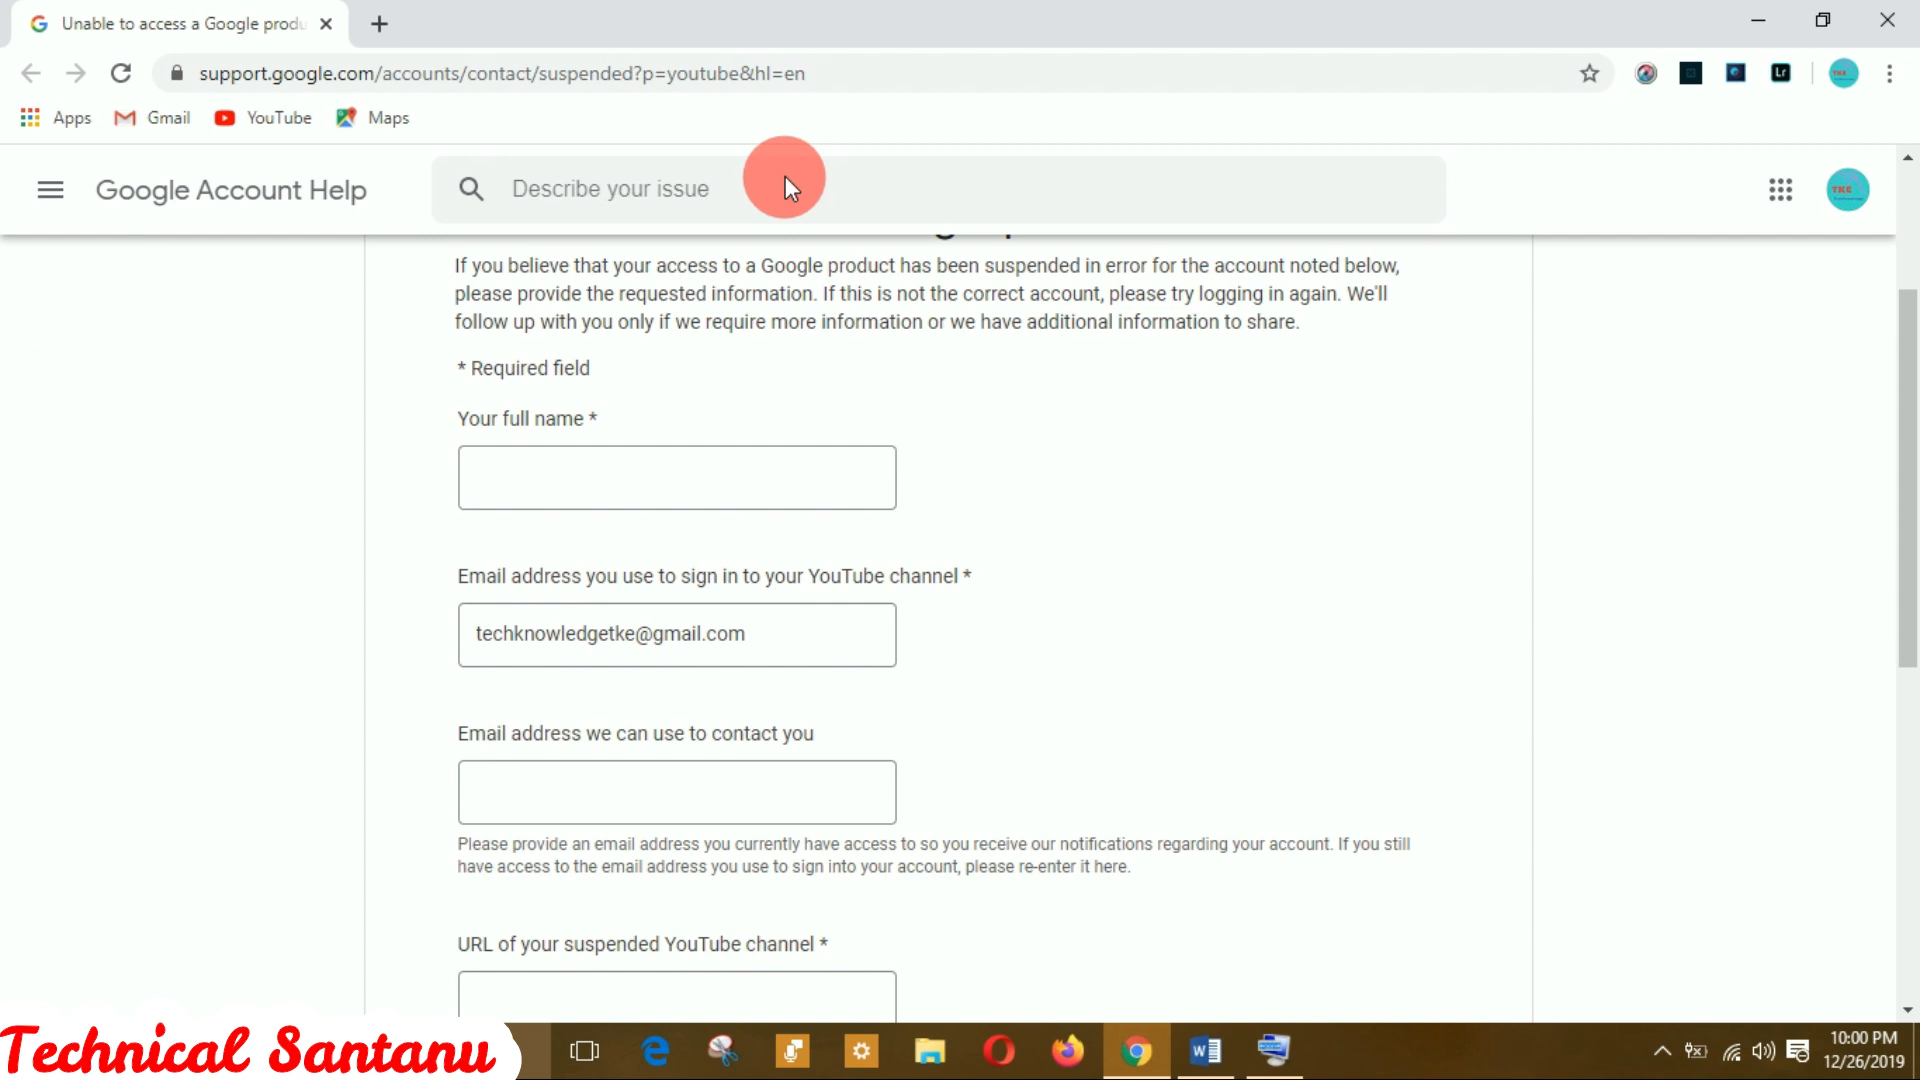 Unable to access a Google produ
support.google.com/accounts/contact/suspended?p=youtube&hl=en
Lr
TKE
Apps
Gmail
YouTube
Maps
Google Account Help
Describe your issue
TKE
If you believe that your access to a Google product has been suspended in error for the account noted below,
please provide the requested information. If this is not the correct account, please try logging in again. We'll
follow up with you only if we require more information or we have additional information to share.
* Required field
Your full name *
Email address you use to sign in to your YouTube channel *
techknowledgetke@gmail.com
Email address we can use to contact you
Please provide an email address you currently have access to so you receive our notifications regarding your account. If you still
have access to the email address you use to sign into your account, please re-enter it here.
URL of your suspended YouTube channel *
Technical Santanu
10:00 PM
12/26/2019